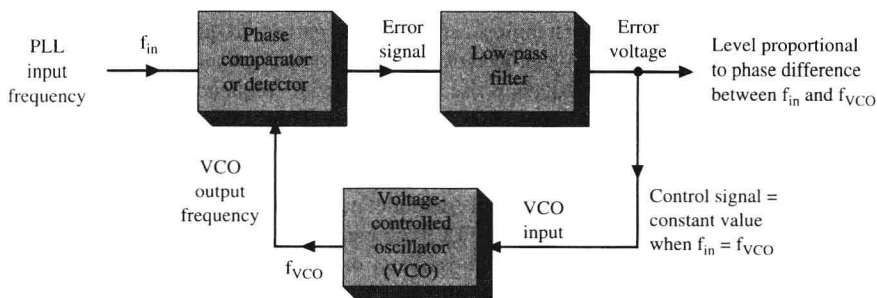 PLL
input
frequency
f_in
Phase
comparator
or detector
Error
signal
Low-pass
filter
Error
voltage
Level proportional
to phase difference
between f_in and f_VCO
VCO
output
frequency
f_VCO
Voltage-
controlled
oscillator
(VCO)
VCO
input
Control signal =
constant value
when f_in = f_VCO